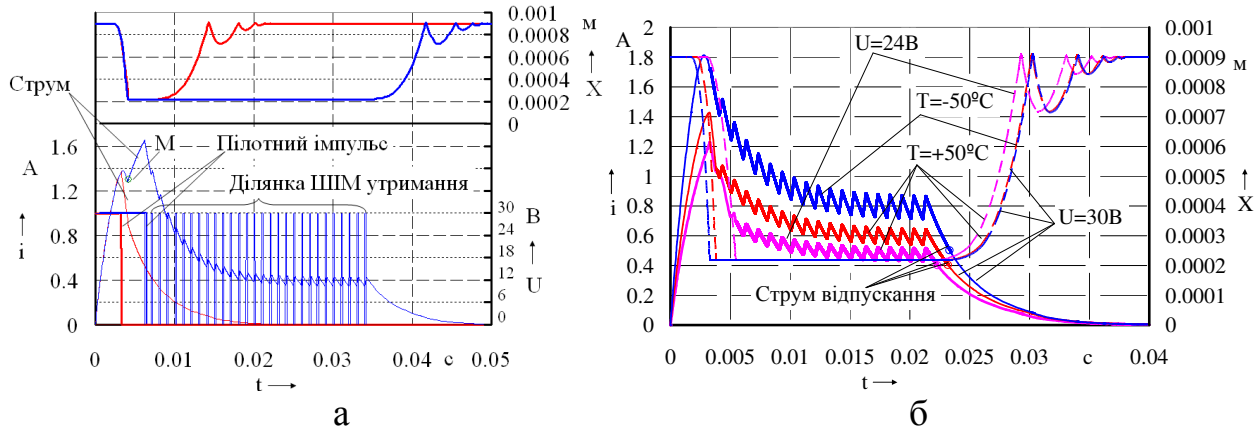 0.001 м
0.0008
0.0006
0.0004
0.0002
0
X
Струм
М
Пілотний імпульс
Ділянка ШІМ утримання
A
i
1.6
1.2
0.8
0.4
0
30 В
24
18
12
6
0
U
0 0.01 0.02 0.03 с 0.05
t
а
A
i
2
1.8
1.6
1.4
1.2
1
0.8
0.6
0.4
0.2
0
U=24В
T=-50ºC
T=+50ºC
U=30В
Струм відпускання
0.001
0.0009 м
0.0008
0.0007
0.0006
0.0005
0.0004
0.0003
0.0002
0.0001
0
X
0 0.005 0.01 0.015 0.02 0.025 0.03 с 0.04
t
б